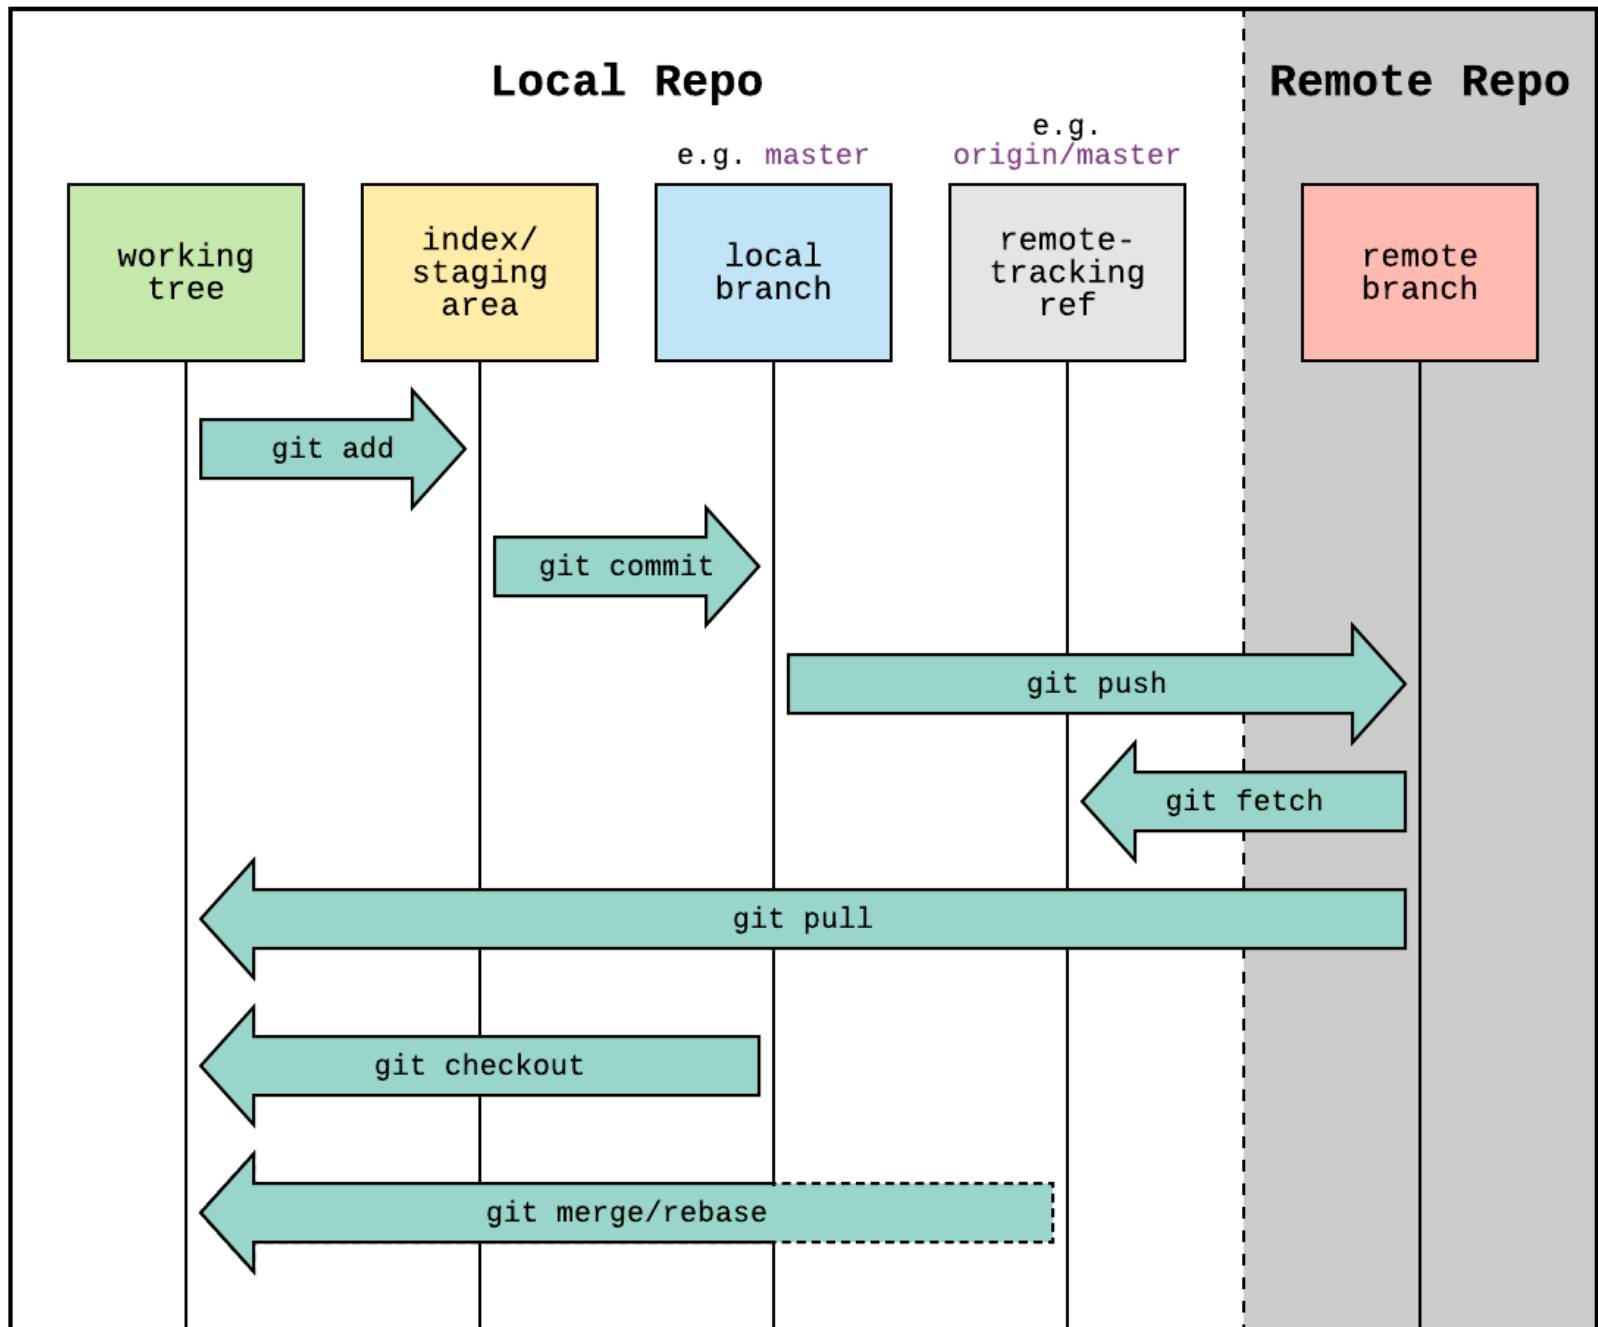 Local Repo
Remote Repo
e.g. master
e.g.
origin/master
working
tree
index/
staging
area
local
branch
remote-
tracking
ref
remote
branch
git add
git commit
git push
git fetch
git pull
git checkout
git merge/rebase